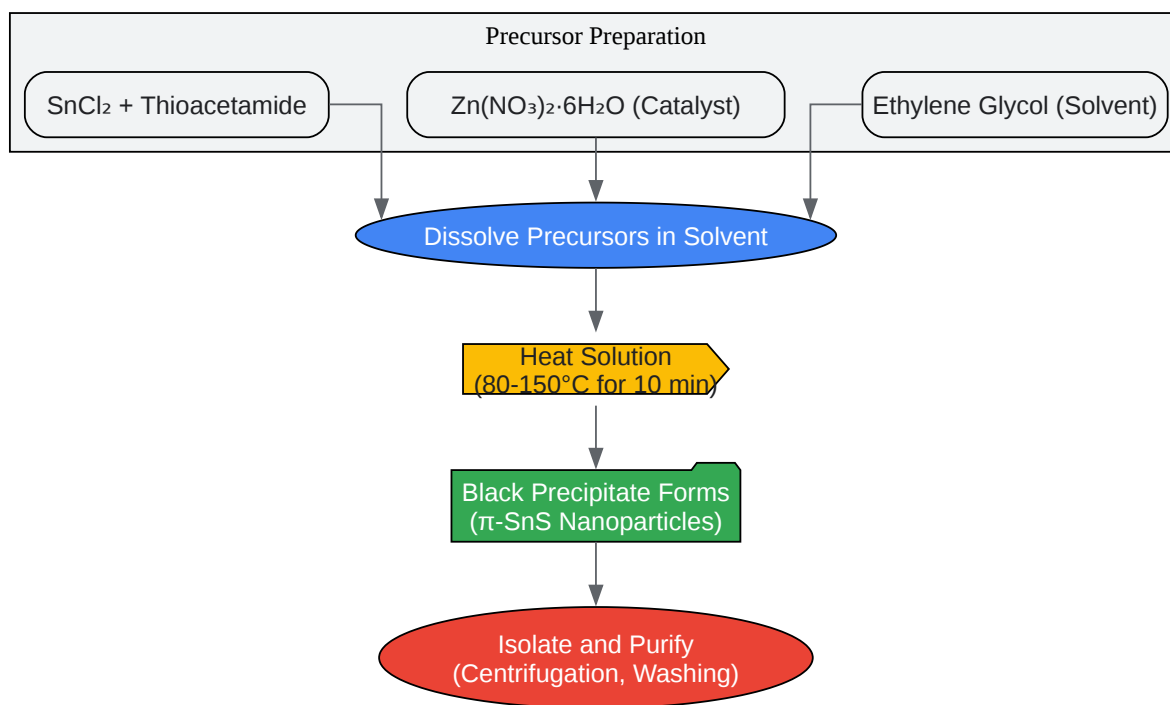 Precursor Preparation
SnCl₂ + Thioacetamide
Zn(NO₃)₂·6H₂O (Catalyst)
Ethylene Glycol (Solvent)
Dissolve Precursors in Solvent
Heat Solution
(80-150°C for 10 min)
Black Precipitate Forms
(π-SnS Nanoparticles)
Isolate and Purify
(Centrifugation, Washing)